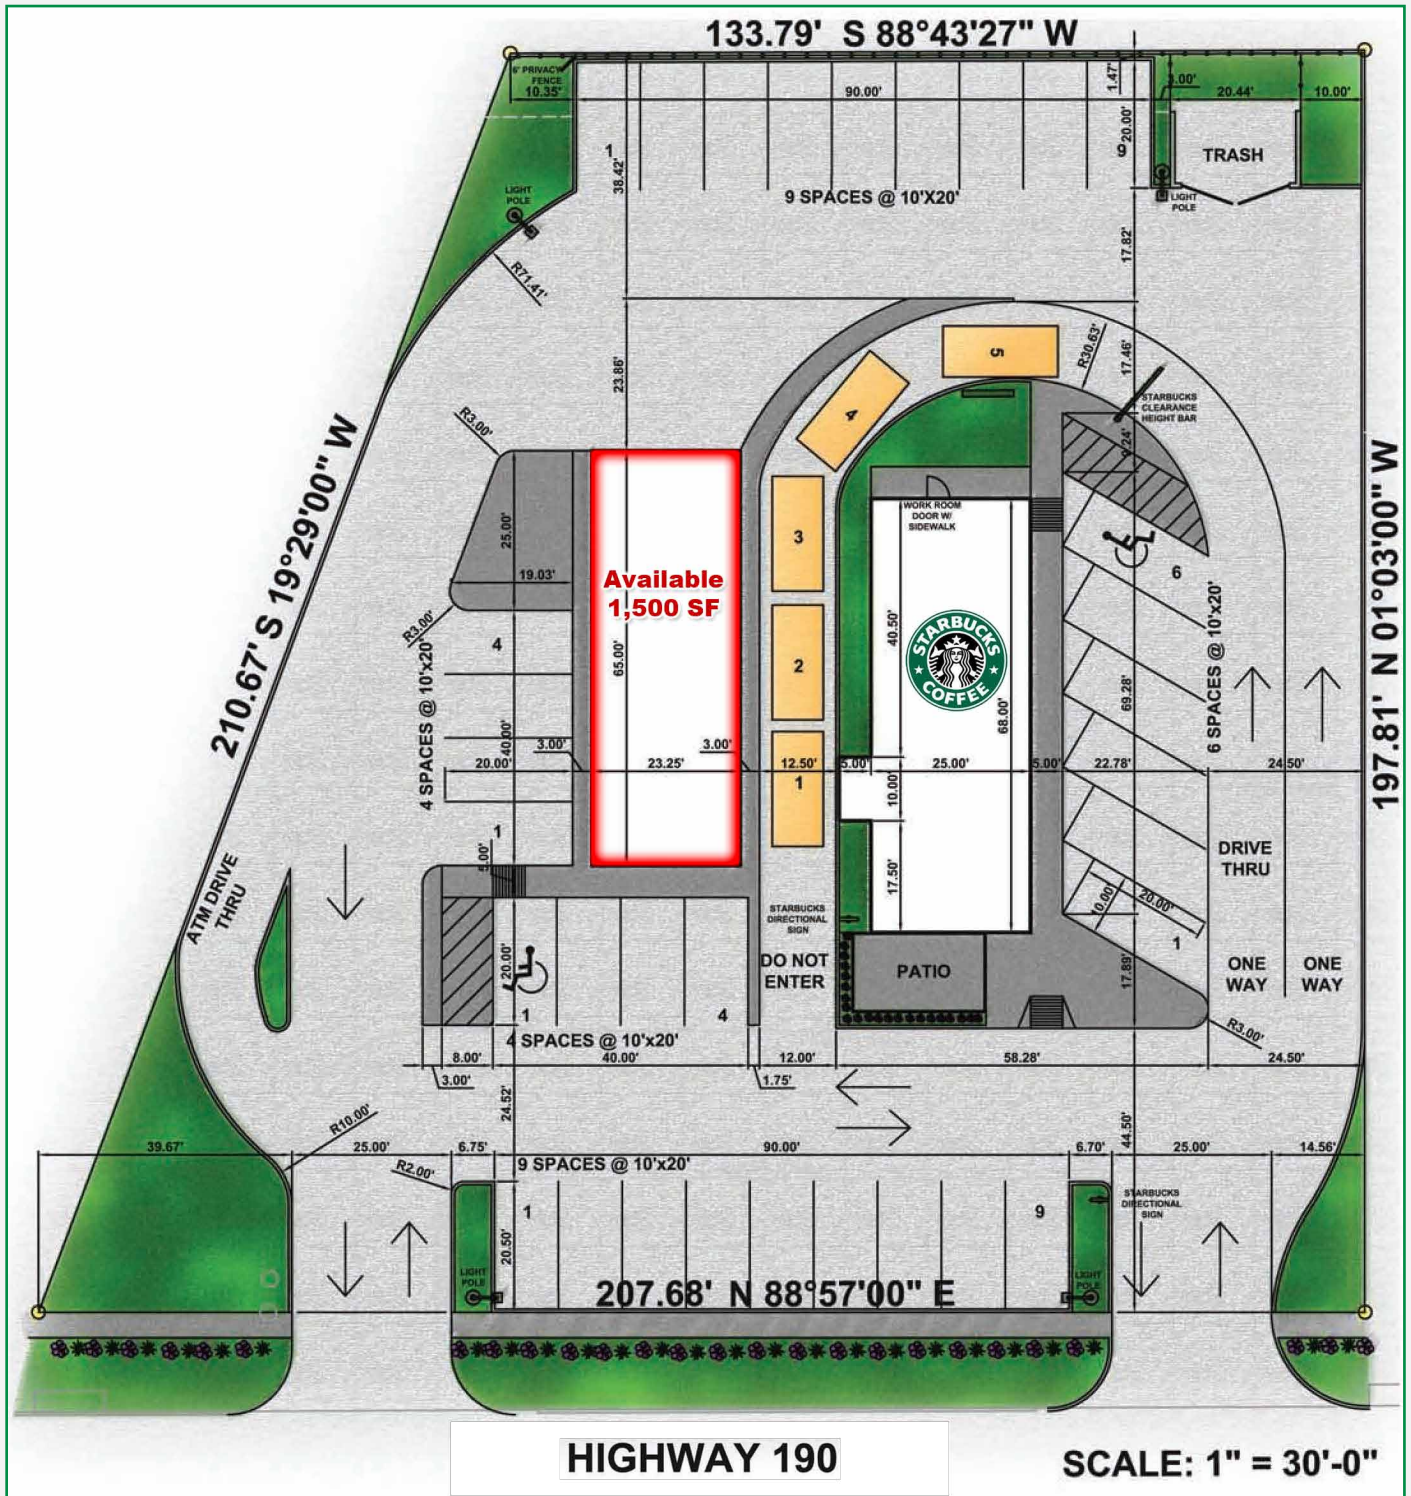 133.79' S 88°43'27" W
6' PRIVACY
FENCE
10.35'
90.00'
1.47'
3.00'
20.44'
10.00'
20.00'
TRASH
1
9
38.42'
9 SPACES @ 10'X20'
LIGHT
POLE
LIGHT
POLE
17.82'
R71.41'
23.86'
5
R30.63'
17.46'
4
STARBUCKS
CLEARANCE
HEIGHT BAR
R3.00'
210.67' S 19°29'00" W
197.81' N 01°03'00" W
25.00'
19.03'
R3.00'
Available
1,500 SF
65.00'
3
2
1
WORK ROOM
DOOR W/
SIDEWALK
40.50'
STARBUCKS
COFFEE
68.00'
6
6 SPACES @ 10'x20'
69.28'
4
4 SPACES @ 10'x20'
40.00'
20.00'
3.00'
23.25'
3.00'
12.50'
5.00'
25.00'
5.00'
22.78'
24.50'
10.00'
17.50'
1
5.00'
DRIVE
THRU
ATM DRIVE
THRU
10.00'
20.00'
1
STARBUCKS
DIRECTIONAL
SIGN
DO NOT
ENTER
PATIO
17.89'
ONE
WAY
ONE
WAY
20.00'
1
4
4 SPACES @ 10'x20'
R3.00'
8.00'
40.00'
12.00'
58.28'
24.50'
3.00'
1.75'
24.52'
44.50'
R10.00'
39.67'
25.00'
6.75'
90.00'
6.70'
25.00'
14.56'
R2.00'
9 SPACES @ 10'x20'
1
9
20.50'
STARBUCKS
DIRECTIONAL
SIGN
LIGHT
POLE
LIGHT
POLE
207.68' N 88°57'00" E
HIGHWAY 190
SCALE: 1" = 30'-0"